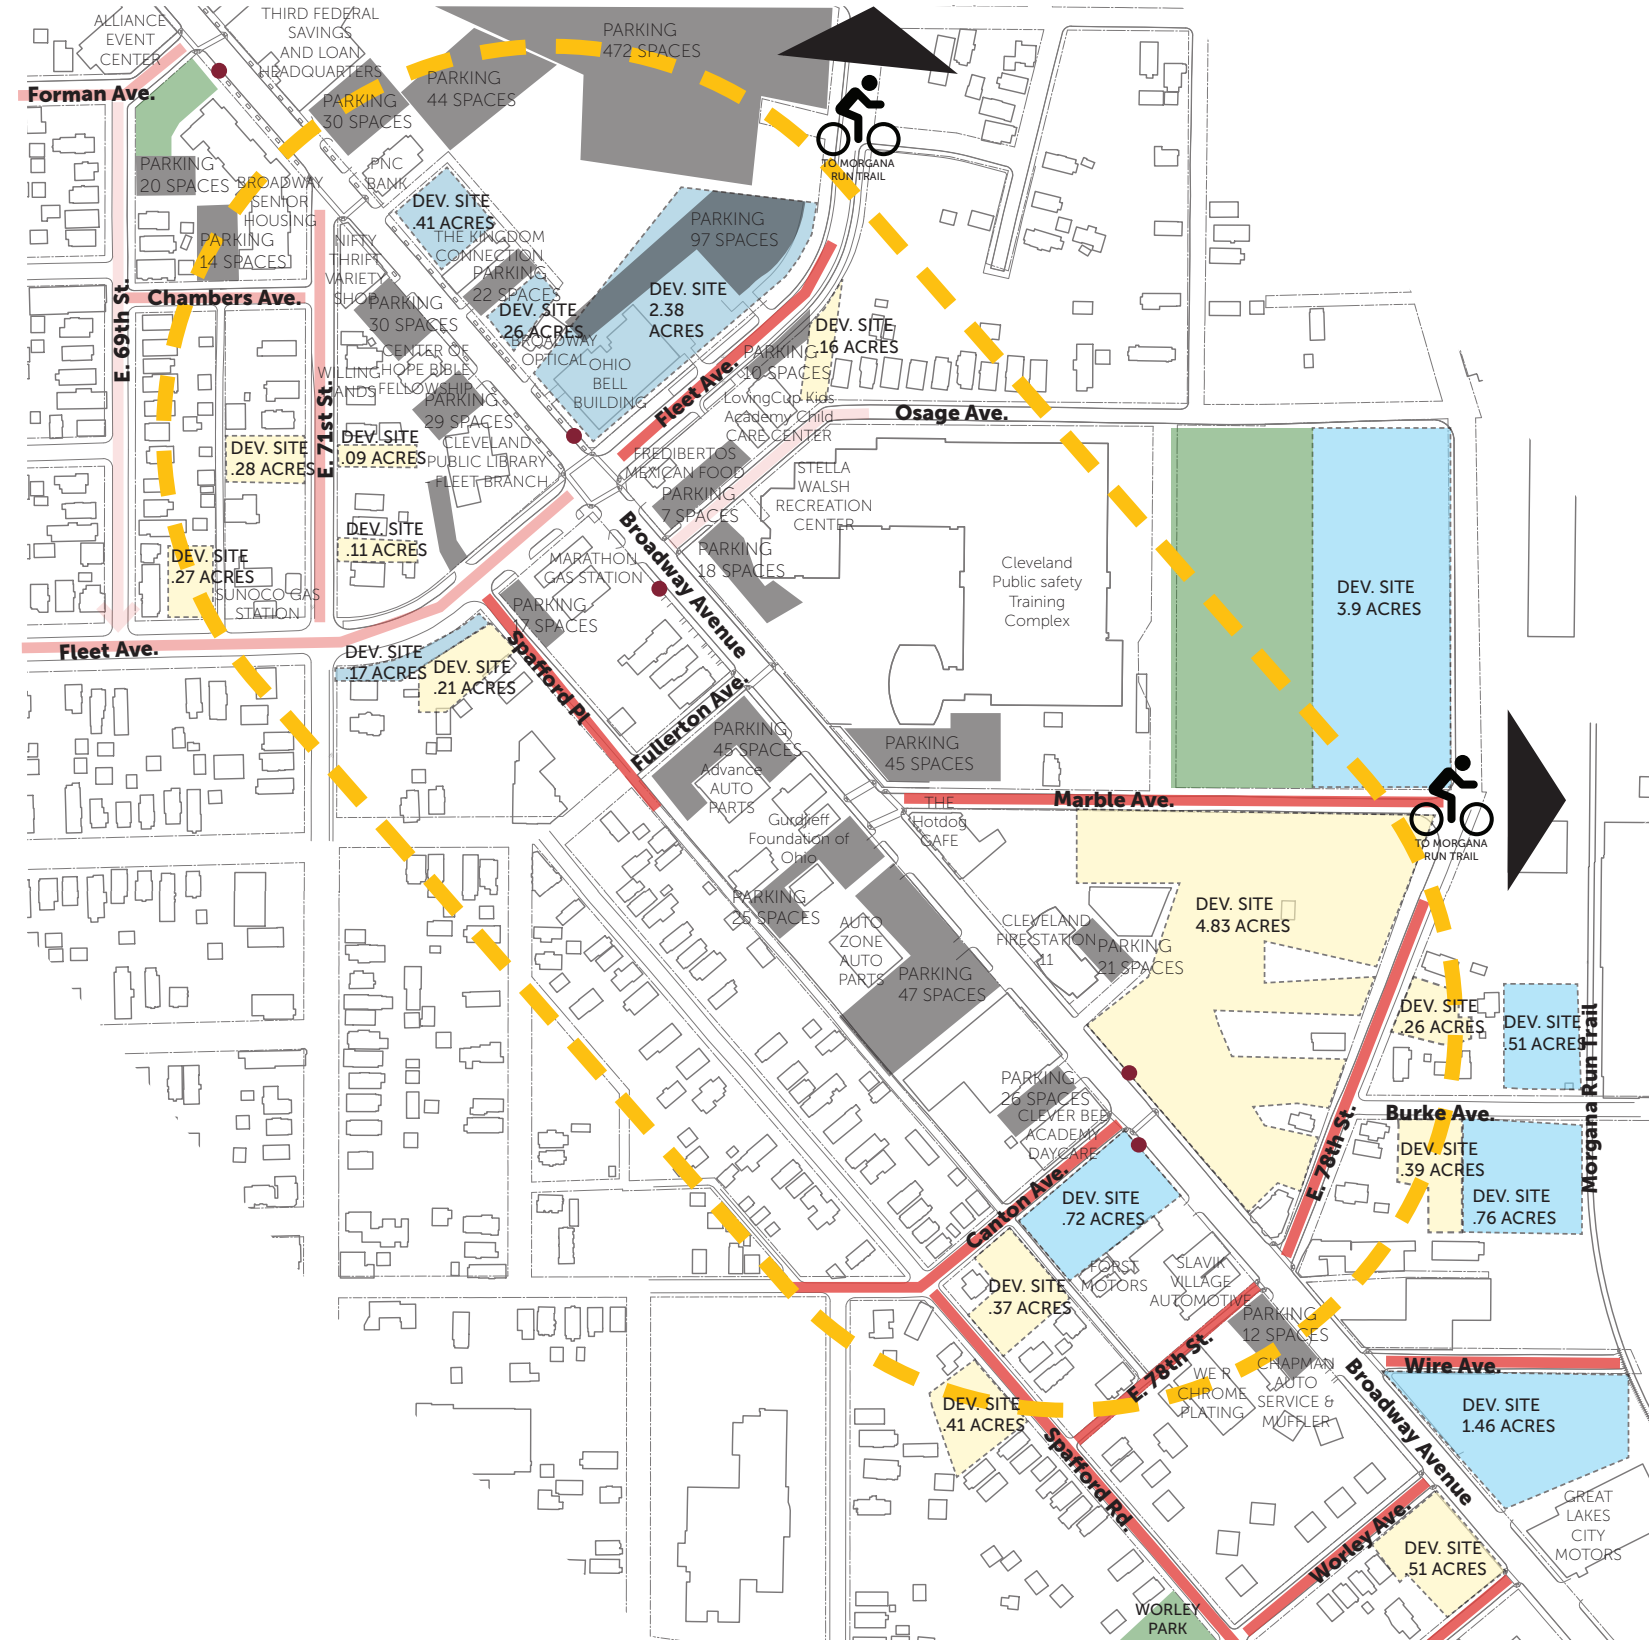 ALLIANCE
EVENT
CENTER
THIRD FEDERAL
SAVINGS
AND LOAN
HEADQUARTERS
PARKING
472 SPACES
PARKING
44 SPACES
PARKING
30 SPACES
Forman Ave.
TO MORGANA
RUN TRAIL
PARKING
20 SPACES
BROADWAY
SENIOR
HOUSING
PNC
BANK
DEV. SITE
.41 ACRES
PARKING
97 SPACES
PARKING
14 SPACES
NIFTY
THRIFT
VARIETY
SHOP
THE KINGDOM
CONNECTION
PARKING
22 SPACES
Chambers Ave.
E. 69th St.
PARKING
30 SPACES
DEV. SITE
.26 ACRES
DEV. SITE
2.38
ACRES
BROADWAY
OPTICAL
DEV. SITE
.16 ACRES
PARKING
10 SPACES
CENTER OF
HOPE BIBLE
FELLOWSHIP
WILLING
HANDS
OHIO
BELL
BUILDING
Fleet Ave.
E. 71st St.
PARKING
29 SPACES
LovingCup Kids
Academy Child
CARE CENTER
Osage Ave.
DEV. SITE
.28 ACRES
DEV. SITE
.09 ACRES
CLEVELAND
PUBLIC LIBRARY
- FLEET BRANCH
FREDIBERTOS
MEXICAN FOOD
PARKING
7 SPACES
STELLA
WALSH
RECREATION
CENTER
DEV. SITE
.11 ACRES
DEV. SITE
.27 ACRES
SUNOCO GAS
STATION
MARATHON
GAS STATION
Broadway Avenue
PARKING
18 SPACES
Cleveland
Public safety
Training
Complex
DEV. SITE
3.9 ACRES
PARKING
17 SPACES
Fleet Ave.
DEV. SITE
.17 ACRES
DEV. SITE
.21 ACRES
Spafford Pl.
Fullerton Ave.
PARKING
45 SPACES
PARKING
45 SPACES
Advance
AUTO
PARTS
Marble Ave.
THE
Hotdog
CAFE
TO MORGANA
RUN TRAIL
Gurdjieff
Foundation of
Ohio
PARKING
25 SPACES
AUTO
ZONE
AUTO
PARTS
PARKING
47 SPACES
CLEVELAND
FIRE STATION
11
PARKING
21 SPACES
DEV. SITE
4.83 ACRES
DEV. SITE
.26 ACRES
DEV. SITE
.51 ACRES
Morgana Run Trail
PARKING
26 SPACES
CLEVER BEE
ACADEMY
DAYCARE
Burke Ave.
E. 78th St.
DEV. SITE
.39 ACRES
DEV. SITE
.76 ACRES
Canton Ave.
DEV. SITE
.72 ACRES
DEV. SITE
.37 ACRES
FORST
MOTORS
SLAVIK
VILLAGE
AUTOMOTIVE
PARKING
12 SPACES
E. 78th St.
WE R
CHROME
PLATING
CHAPMAN
AUTO
SERVICE &
MUFFLER
Wire Ave.
DEV. SITE
.41 ACRES
Broadway Avenue
DEV. SITE
1.46 ACRES
Spafford Rd.
GREAT
LAKES
CITY
MOTORS
Worley Ave.
DEV. SITE
.51 ACRES
WORLEY
PARK